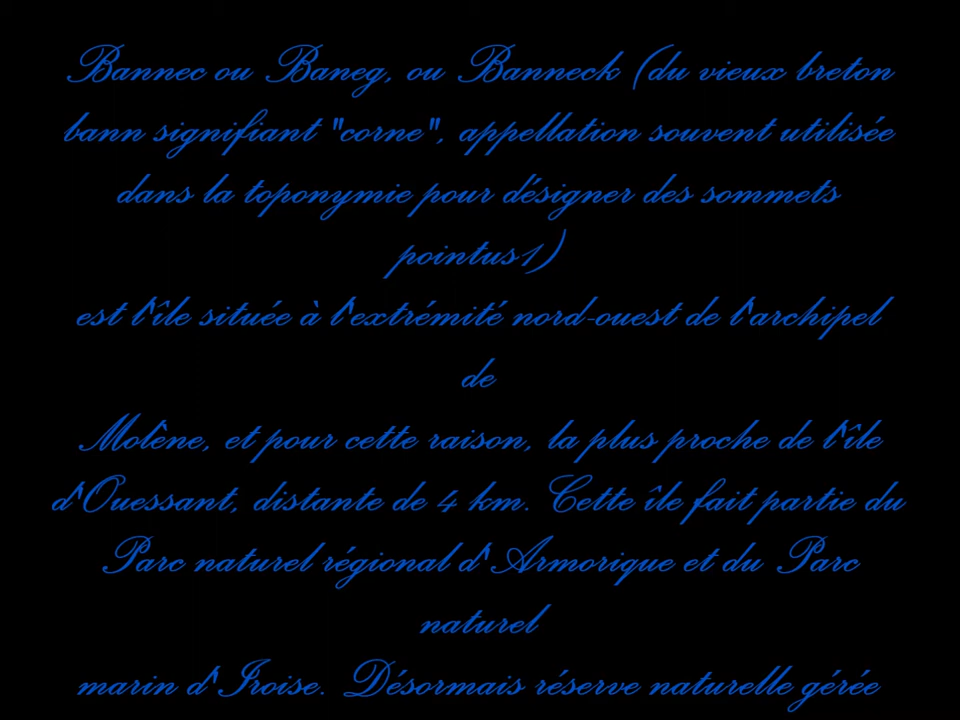 Bannec ou Baneg, ou Banneck (du vieux breton
bann signifiant "corne", appellation souvent utilisée
dans la toponymie pour désigner des sommets
pointus1)
est l'île située à l'extrémité nord-ouest de l'archipel
de
Molène, et pour cette raison, la plus proche de l'île
d'Ouessant, distante de 4 km. Cette île fait partie du
Parc naturel régional d'Armorique et du Parc
naturel
marin d'Iroise. Désormais réserve naturelle gérée